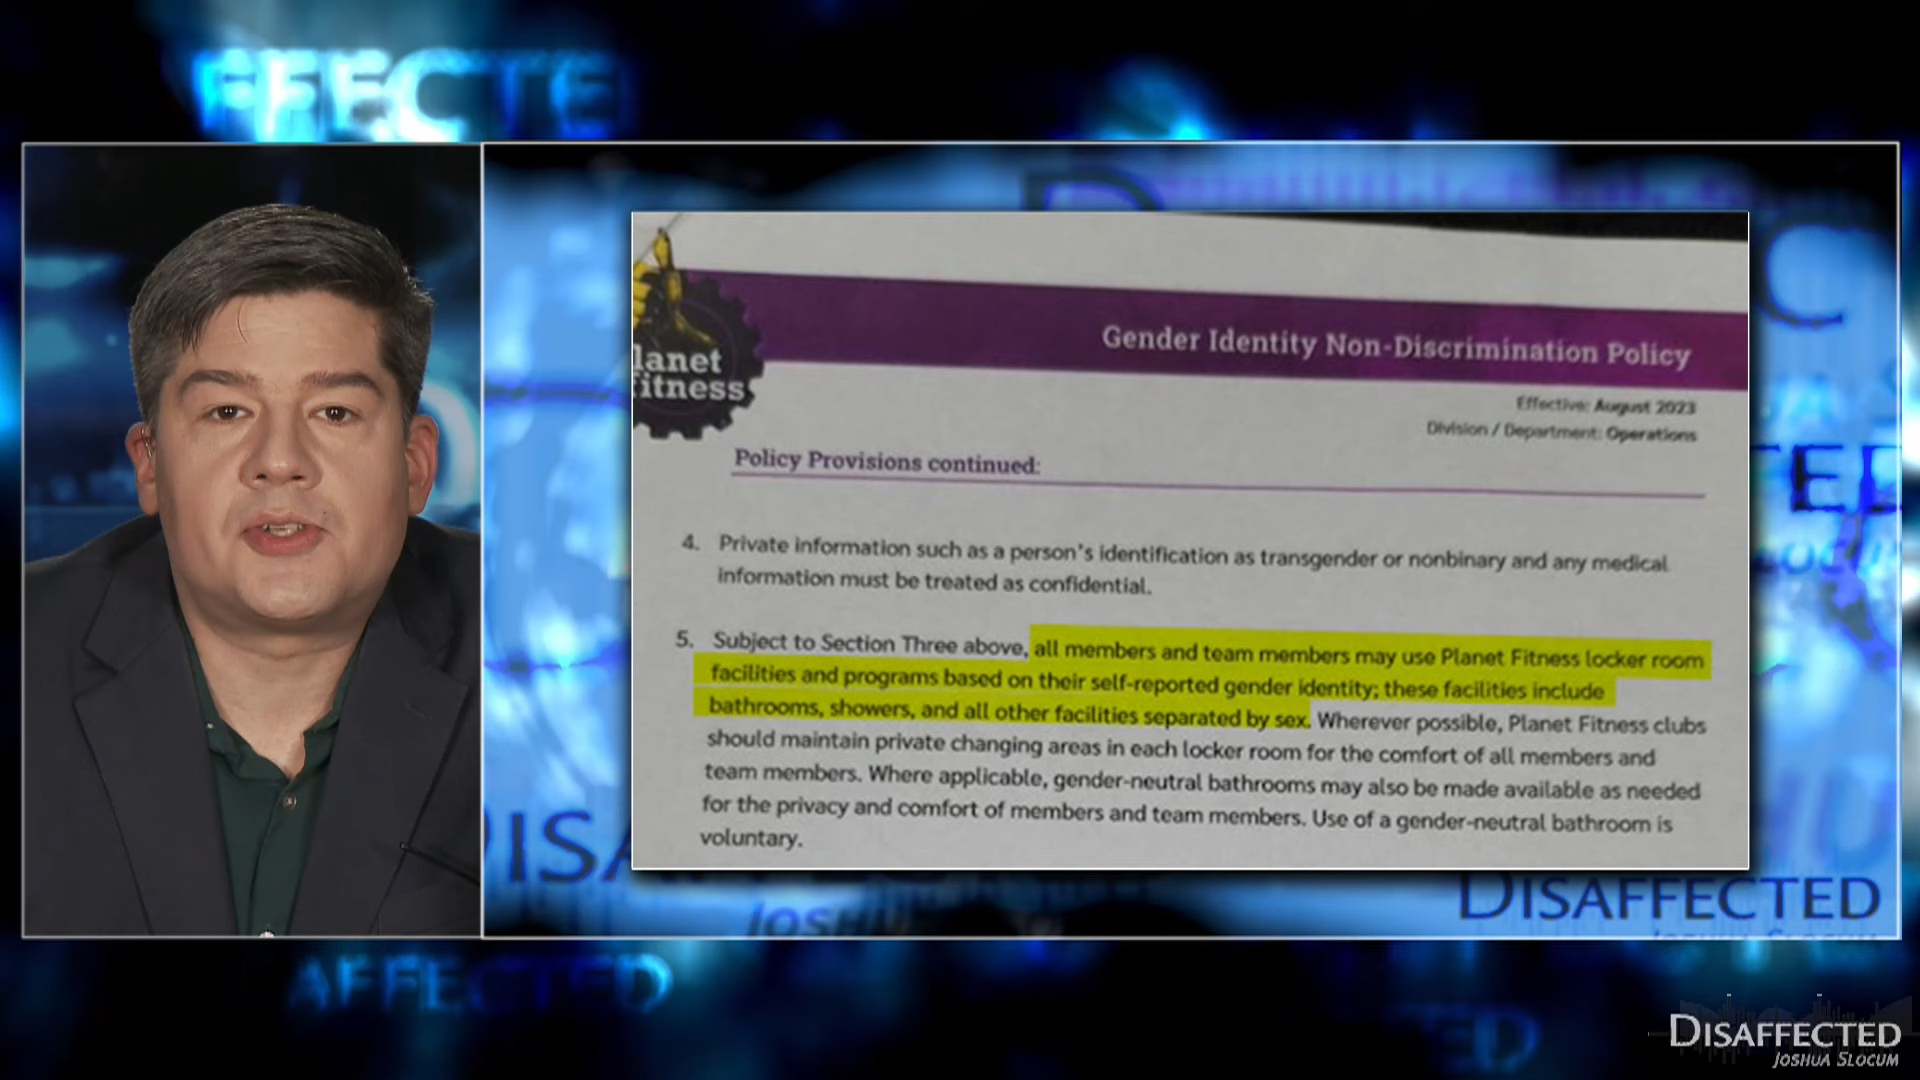 FFECTE
lanet
fitness
Gender Identity Non-Discrimination Policy
Effective: August 2023
Division / Department: Operations
Policy Provisions continued:
4. Private information such as a person's identification as transgender or nonbinary and any medical
information must be treated as confidential.
5. Subject to Section Three above, all members and team members may use Planet Fitness locker room
facilities and programs based on their self-reported gender identity; these facilities include
bathrooms, showers, and all other facilities separated by sex. Wherever possible, Planet Fitness clubs
should maintain private changing areas in each locker room for the comfort of all members and
team members. Where applicable, gender-neutral bathrooms may also be made available as needed
for the privacy and comfort of members and team members. Use of a gender-neutral bathroom is
voluntary.
DISAFFECTED
AFFECTED
DISAFFECTED
JOSHUA SLOCUM